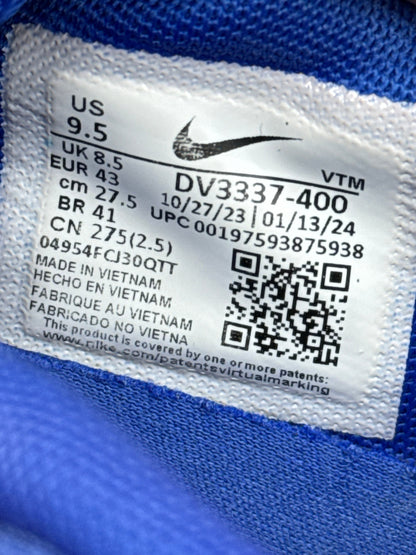 US
9.5
VTM
UK 8.5
EUR 43
cm 27.5
BR 41
CN 275(2.5)
DV3337-400
10/27/23 | 01/13/24
UPC 00197593875938
04954FCJ30QTT
MADE IN VIETNAM
HECHO EN VIETNAM
FABRIQUE AU VIETNAM
FABRICADO NO VIETNA
This product is covered by one or more patents:
www.nike.com/patentsvirtualmarking